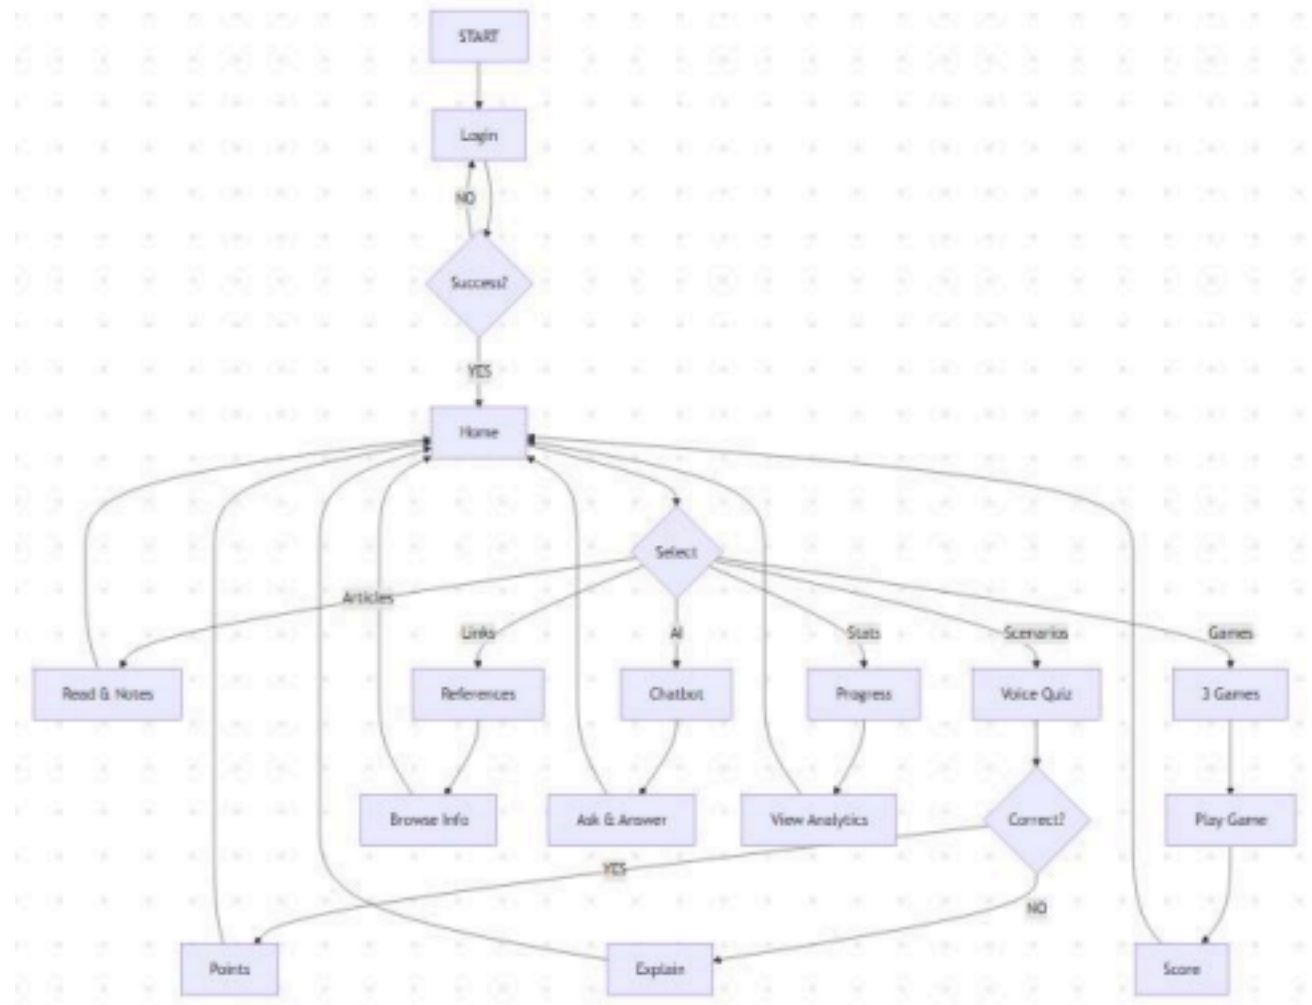 START
Login
NO
Success?
YES
Home
Select
Articles
Links
AI
Stats
Scenarios
Games
Read & Notes
References
Chatbot
Progress
Voice Quiz
3 Games
Browse Info
Ask & Answer
View Analytics
Correct?
Play Game
YES
NO
Points
Explain
Score